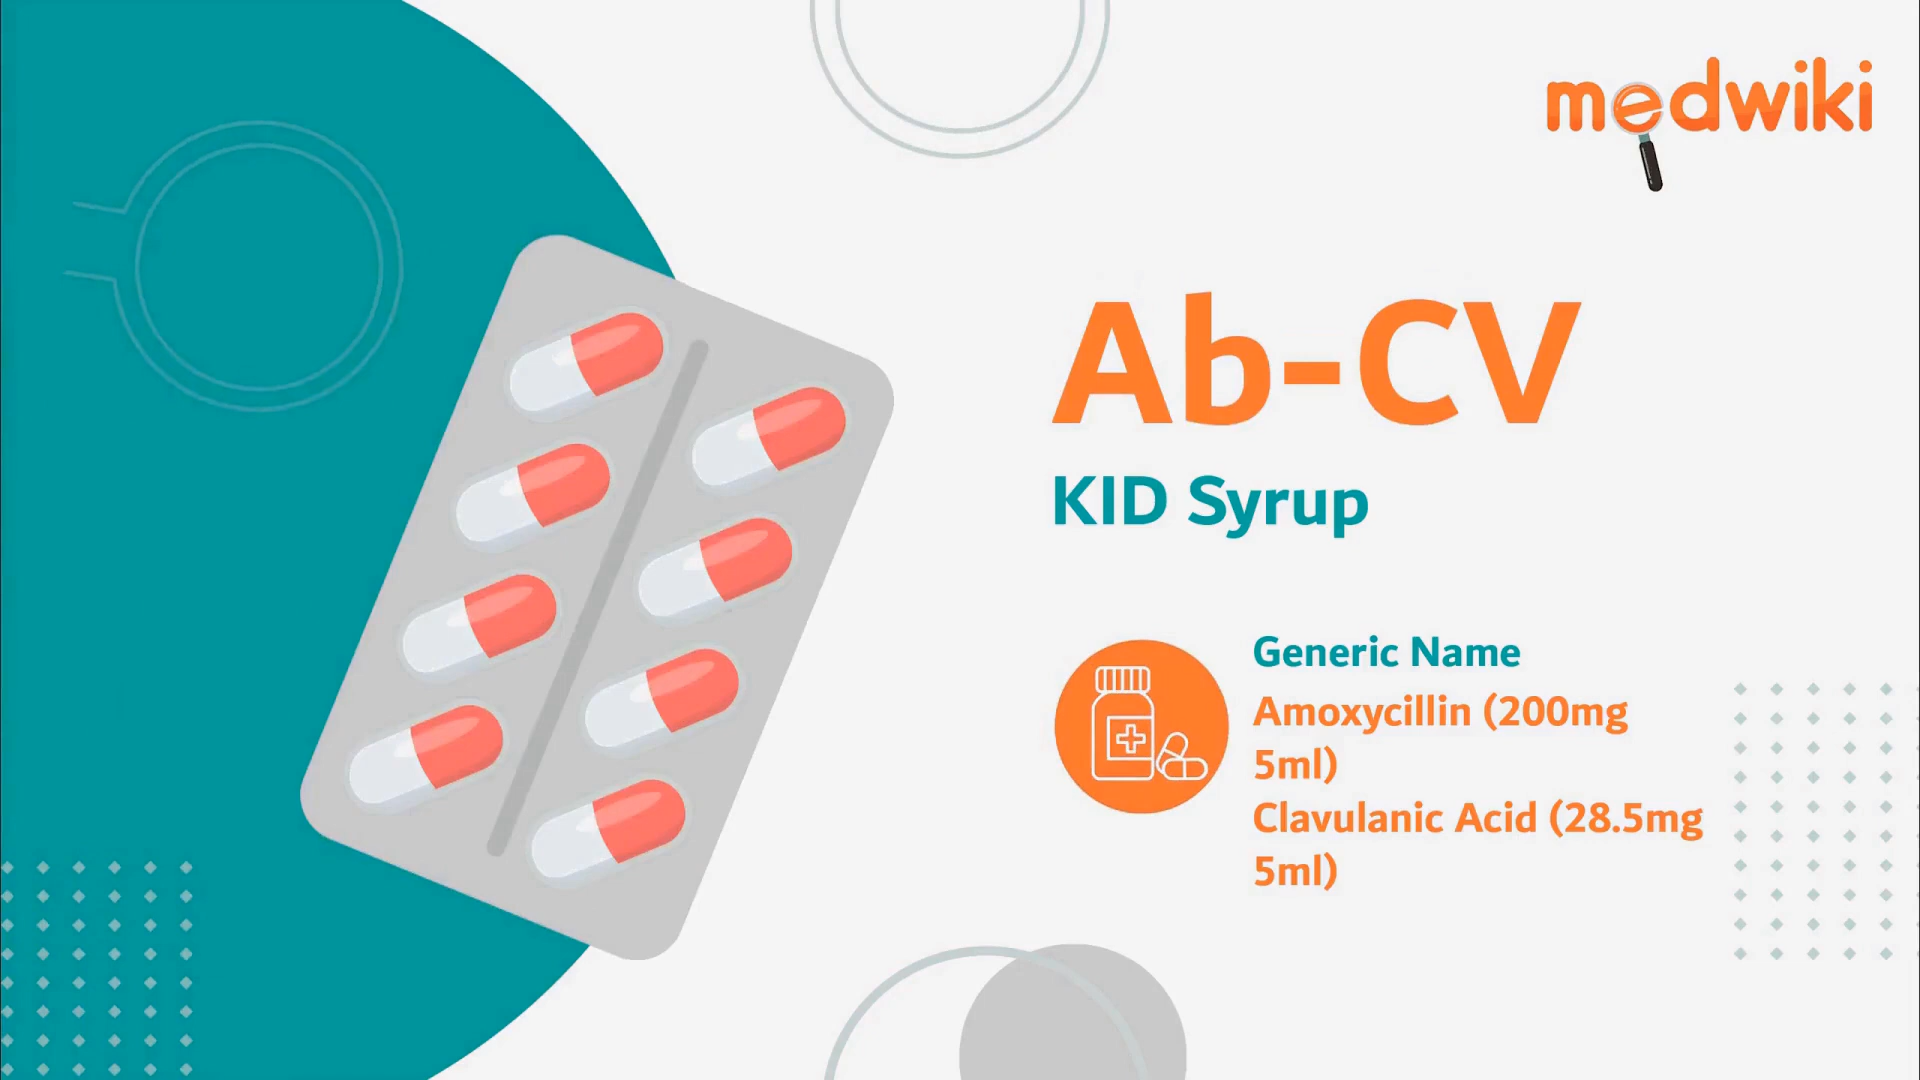 medwiki
Ab-CV
KID Syrup
Generic Name
Amoxycillin (200mg
5ml)
Clavulanic Acid (28.5mg
5ml)